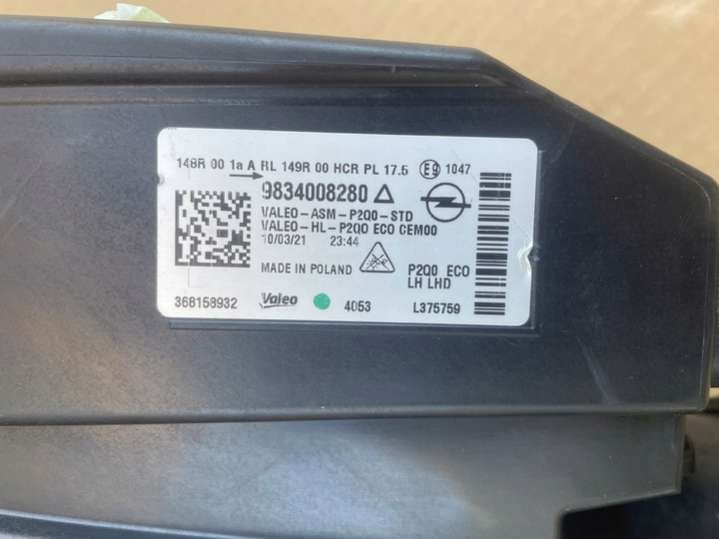 148R 00 1a A RL 149R 00 HCR PL 17.5 E9 1047
9834008280
VALEO-ASM-P2Q0-STD
VALEO-HL-P2Q0 ECO CEM00
10/03/21 23:44
MADE IN POLAND
P2Q0 ECO
LH LHD
368158932 Valeo 4053 L375759